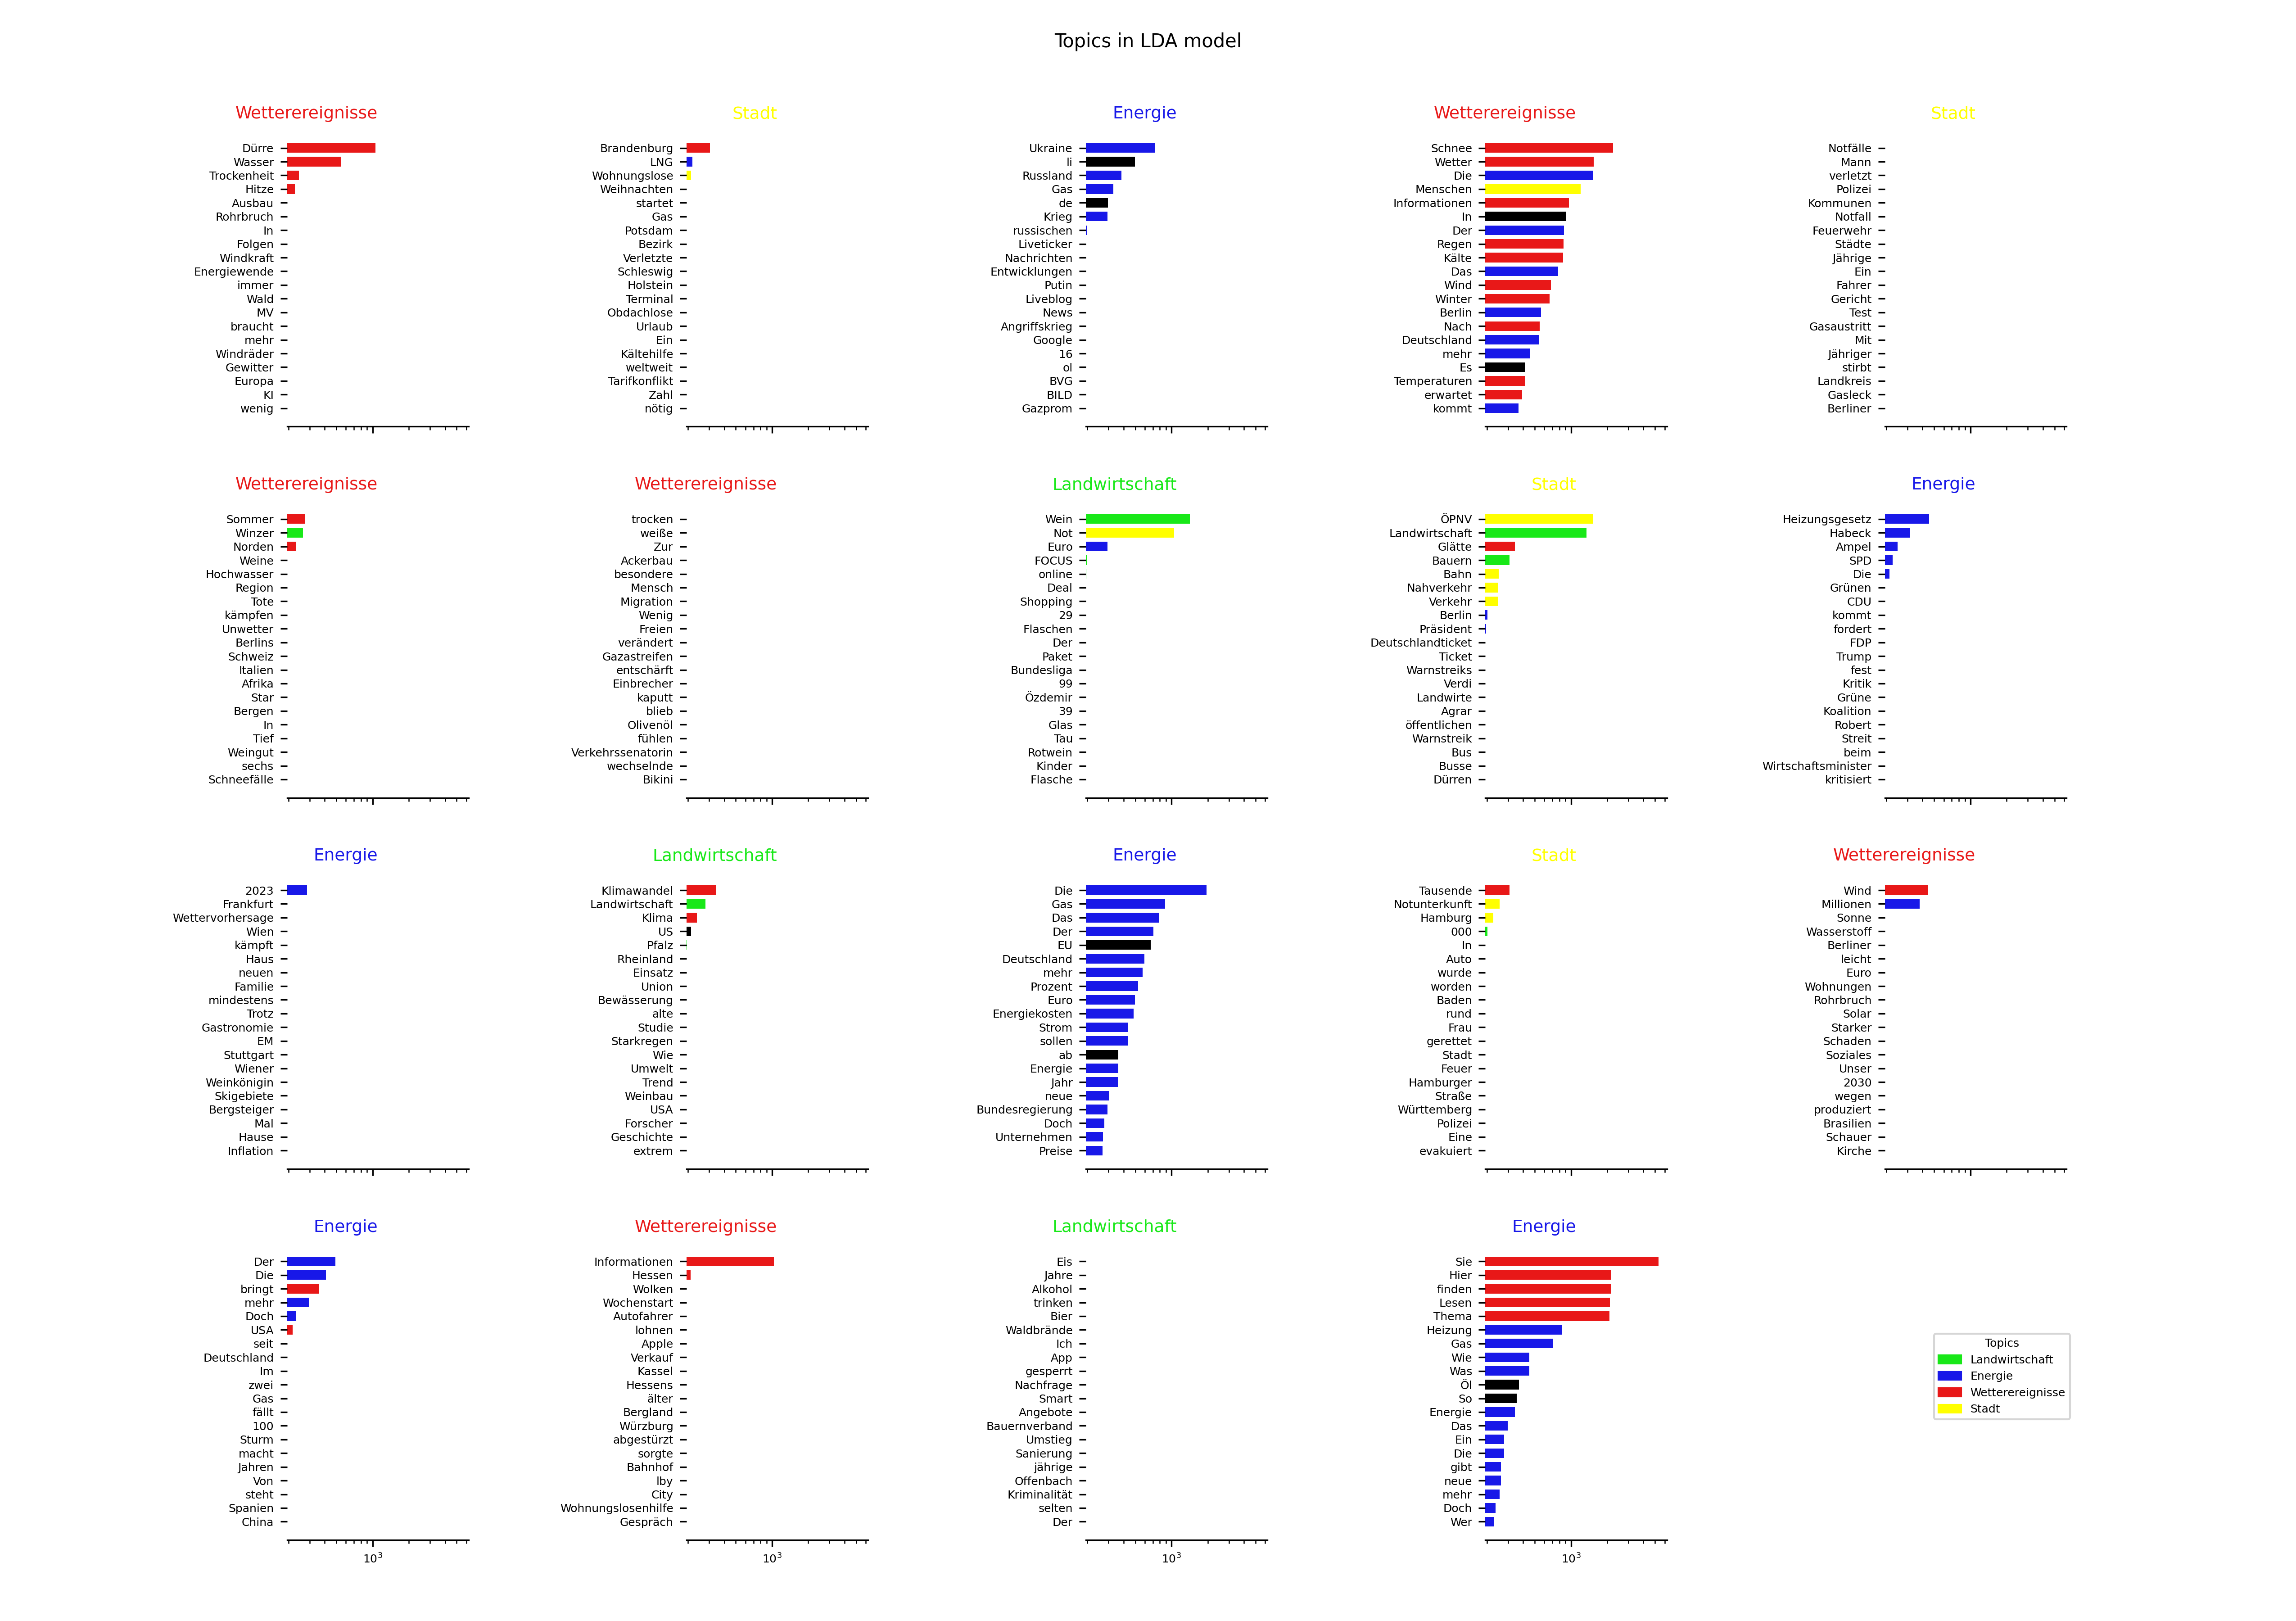 Topics in LDA model
Wetterereignisse
Dürre
Wasser
Trockenheit
Hitze
Ausbau
Rohrbruch
In
Folgen
Windkraft
Energiewende
immer
Wald
MV
braucht
mehr
Windräder
Gewitter
Europa
KI
wenig
Stadt
Brandenburg
LNG
Wohnungslose
Weihnachten
startet
Gas
Potsdam
Bezirk
Verletzte
Schleswig
Holstein
Terminal
Obdachlose
Urlaub
Ein
Kältehilfe
weltweit
Tarifkonflikt
Zahl
nötig
Energie
Ukraine
li
Russland
Gas
de
Krieg
russischen
Liveticker
Nachrichten
Entwicklungen
Putin
Liveblog
News
Angriffskrieg
Google
16
ol
BVG
BILD
Gazprom
Wetterereignisse
Schnee
Wetter
Die
Menschen
Informationen
In
Der
Regen
Kälte
Das
Wind
Winter
Berlin
Nach
Deutschland
mehr
Es
Temperaturen
erwartet
kommt
Stadt
Notfälle
Mann
verletzt
Polizei
Kommunen
Notfall
Feuerwehr
Städte
Jährige
Ein
Fahrer
Gericht
Test
Gasaustritt
Mit
Jähriger
stirbt
Landkreis
Gasleck
Berliner
Wetterereignisse
Sommer
Winzer
Norden
Weine
Hochwasser
Region
Tote
kämpfen
Unwetter
Berlins
Schweiz
Italien
Afrika
Star
Bergen
In
Tief
Weingut
sechs
Schneefälle
Wetterereignisse
trocken
weiße
Zur
Ackerbau
besondere
Mensch
Migration
Wenig
Freien
verändert
Gazastreifen
entschärft
Einbrecher
kaputt
blieb
Olivenöl
fühlen
Verkehrssenatorin
wechselnde
Bikini
Landwirtschaft
Wein
Not
Euro
FOCUS
online
Deal
Shopping
29
Flaschen
Der
Paket
Bundesliga
99
Özdemir
39
Glas
Tau
Rotwein
Kinder
Flasche
Stadt
ÖPNV
Landwirtschaft
Glätte
Bauern
Bahn
Nahverkehr
Verkehr
Berlin
Präsident
Deutschlandticket
Ticket
Warnstreiks
Verdi
Landwirte
Agrar
öffentlichen
Warnstreik
Bus
Busse
Dürren
Energie
Heizungsgesetz
Habeck
Ampel
SPD
Die
Grünen
CDU
kommt
fordert
FDP
Trump
fest
Kritik
Grüne
Koalition
Robert
Streit
beim
Wirtschaftsminister
kritisiert
Energie
2023
Frankfurt
Wettervorhersage
Wien
kämpft
Haus
neuen
Familie
mindestens
Trotz
Gastronomie
EM
Stuttgart
Wiener
Weinkönigin
Skigebiete
Bergsteiger
Mal
Hause
Inflation
Landwirtschaft
Klimawandel
Landwirtschaft
Klima
US
Pfalz
Rheinland
Einsatz
Union
Bewässerung
alte
Studie
Starkregen
Wie
Umwelt
Trend
Weinbau
USA
Forscher
Geschichte
extrem
Energie
Die
Gas
Das
Der
EU
Deutschland
mehr
Prozent
Euro
Energiekosten
Strom
sollen
ab
Energie
Jahr
neue
Bundesregierung
Doch
Unternehmen
Preise
Stadt
Tausende
Notunterkunft
Hamburg
000
In
Auto
wurde
worden
Baden
rund
Frau
gerettet
Stadt
Feuer
Hamburger
Straße
Württemberg
Polizei
Eine
evakuiert
Wetterereignisse
Wind
Millionen
Sonne
Wasserstoff
Berliner
leicht
Euro
Wohnungen
Rohrbruch
Solar
Starker
Schaden
Soziales
Unser
2030
wegen
produziert
Brasilien
Schauer
Kirche
Energie
Der
Die
bringt
mehr
Doch
USA
seit
Deutschland
Im
zwei
Gas
fällt
100
Sturm
macht
Jahren
Von
steht
Spanien
China
10³
Wetterereignisse
Informationen
Hessen
Wolken
Wochenstart
Autofahrer
lohnen
Apple
Verkauf
Kassel
Hessens
älter
Bergland
Würzburg
abgestürzt
sorgte
Bahnhof
lby
City
Wohnungslosenhilfe
Gespräch
10³
Landwirtschaft
Eis
Jahre
Alkohol
trinken
Bier
Waldbrände
Ich
App
gesperrt
Nachfrage
Smart
Angebote
Bauernverband
Umstieg
Sanierung
jährige
Offenbach
Kriminalität
selten
Der
10³
Energie
Sie
Hier
finden
Lesen
Thema
Heizung
Gas
Wie
Was
Öl
So
Energie
Das
Ein
Die
gibt
neue
mehr
Doch
Wer
10³
Topics
Landwirtschaft
Energie
Wetterereignisse
Stadt